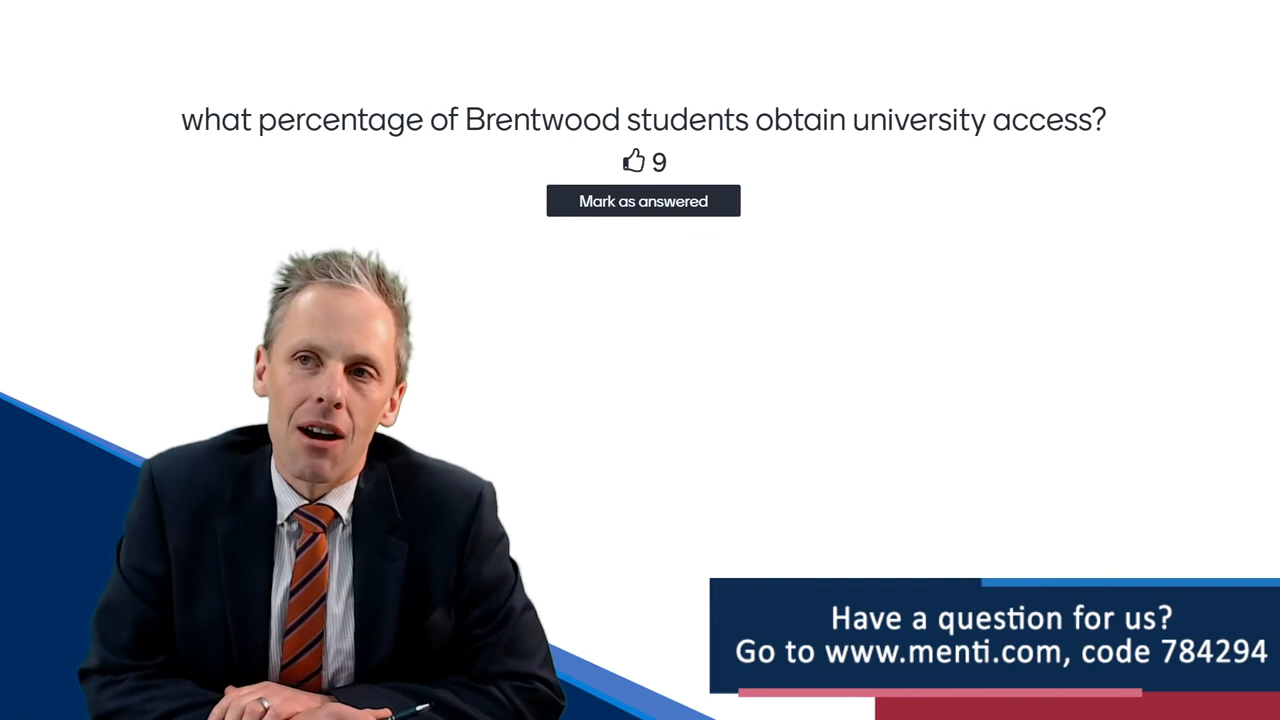 what percentage of Brentwood students obtain university access?
9
Mark as answered
Have a question for us?
Go to www.menti.com, code 784294